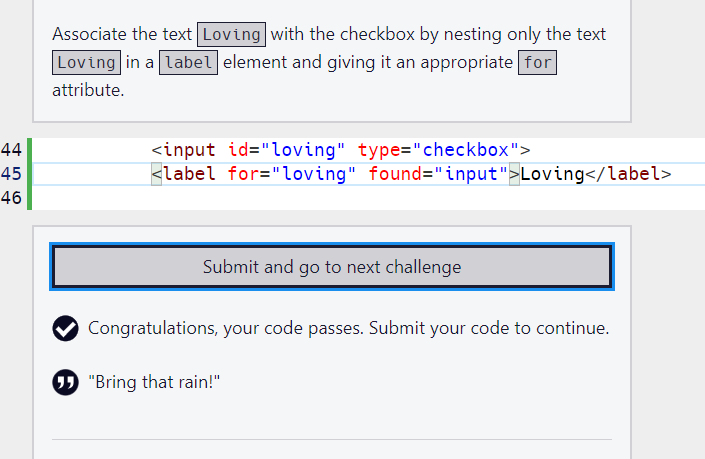 Associate the text Loving with the checkbox by nesting only the text
Loving in a label element and giving it an appropriate for
attribute.
44 <input id="loving" type="checkbox">
45 <label for="loving" found="input">Loving</label>
46
Submit and go to next challenge
Congratulations, your code passes. Submit your code to continue.
"Bring that rain!"